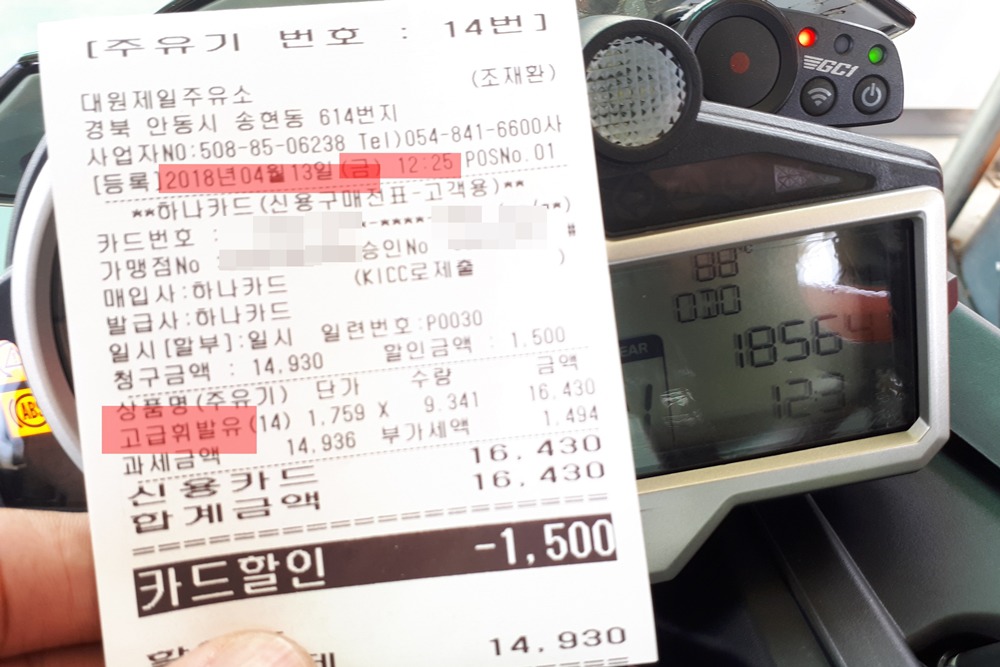 [주유기 번호 : 14번]
(조재환)
대원제일주유소
경북 안동시 송현동 614번지
사업자NO:508-85-06238 Tel)054-841-6600사
[등록]2018년04월13일 (금) 12:25 POSNo.01
**하나카드(신용구매전표-고객용)**
카드번호 :
가맹점No : 승인No
매입사:하나카드 (KICC로제출 )
발급사:하나카드
일시[할부]:일시 일련번호:P0030
청구금액 : 14.930 할인금액 : 1,500
상품명(주유기) 단가 수량 금액
고급휘발유(14) 1,759 X 9.341 16.430
과세금액 14.936 부가세액 1.494
신용카드 16.430
합계금액 16.430
카드할인 -1,500
14.930
GC1
EAR
ABS